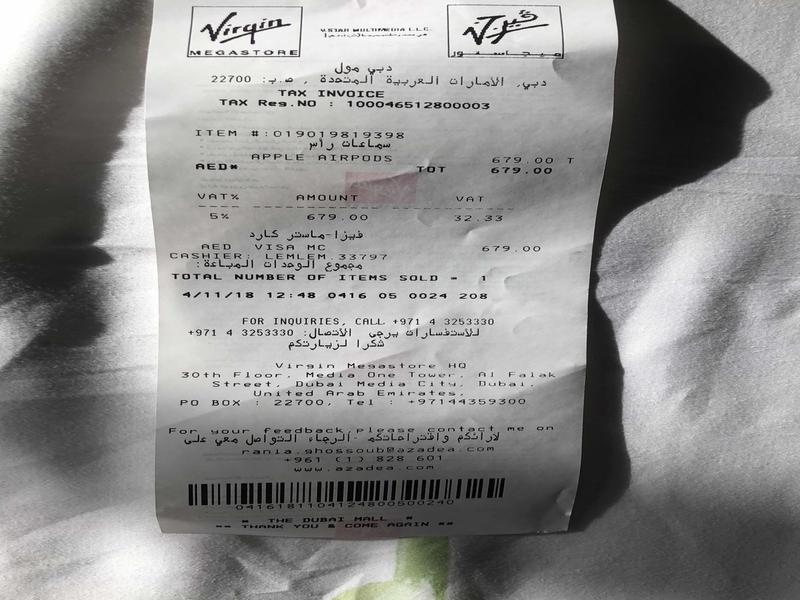 Virgin
MEGASTORE
V.STAR MULTIMEDIA L.L.C.
ميجاستور
دبي مول
دبي, الامارات العربية المتحدة , ص.ب: 22700
TAX INVOICE
TAX Reg.NO : 100046512800003
ITEM #:019019819398
سماعات رأس
APPLE AIRPODS 679.00 T
AED* TOT 679.00
VAT% AMOUNT VAT
5% 679.00 32.33
فيزا-ماستر كارد
AED VISA MC 679.00
CASHIER: LEMLEM.33797
مجموع الوحدات المباعة:
TOTAL NUMBER OF ITEMS SOLD = 1
4/11/18 12:48 0416 05 0024 208
FOR INQUIRIES, CALL +971 4 3253330
للاستفسارات يرجى الاتصال: 3253330 4 971+
شكرا لزيارتكم
Virgin Megastore HQ
30th Floor, Media One Tower, Al Falak
Street, Dubai Media City, Dubai,
United Arab Emirates,
PO BOX : 22700, Tel : +97144359300
For your feedback,please contact me on
لارائكم واقتراحاتكم -الرجاء التواصل معي على
rania.ghossoub@azadea.com
+961 (1) 828 601
www.azadea.com
0416181104124800500240
* THE DUBAI MALL *
** THANK YOU & COME AGAIN **